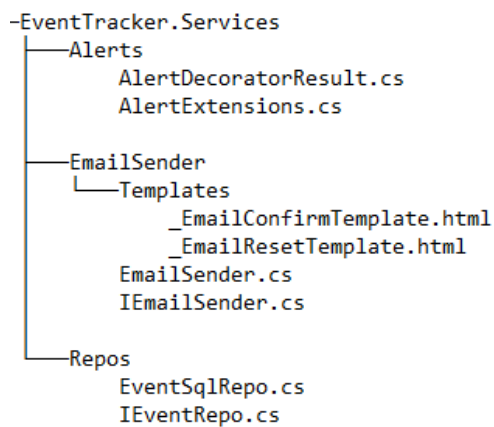 -EventTracker.Services
Alerts
AlertDecoratorResult.cs
AlertExtensions.cs
EmailSender
Templates
_EmailConfirmTemplate.html
_EmailResetTemplate.html
EmailSender.cs
IEmailSender.cs
Repos
EventSqlRepo.cs
IEventRepo.cs